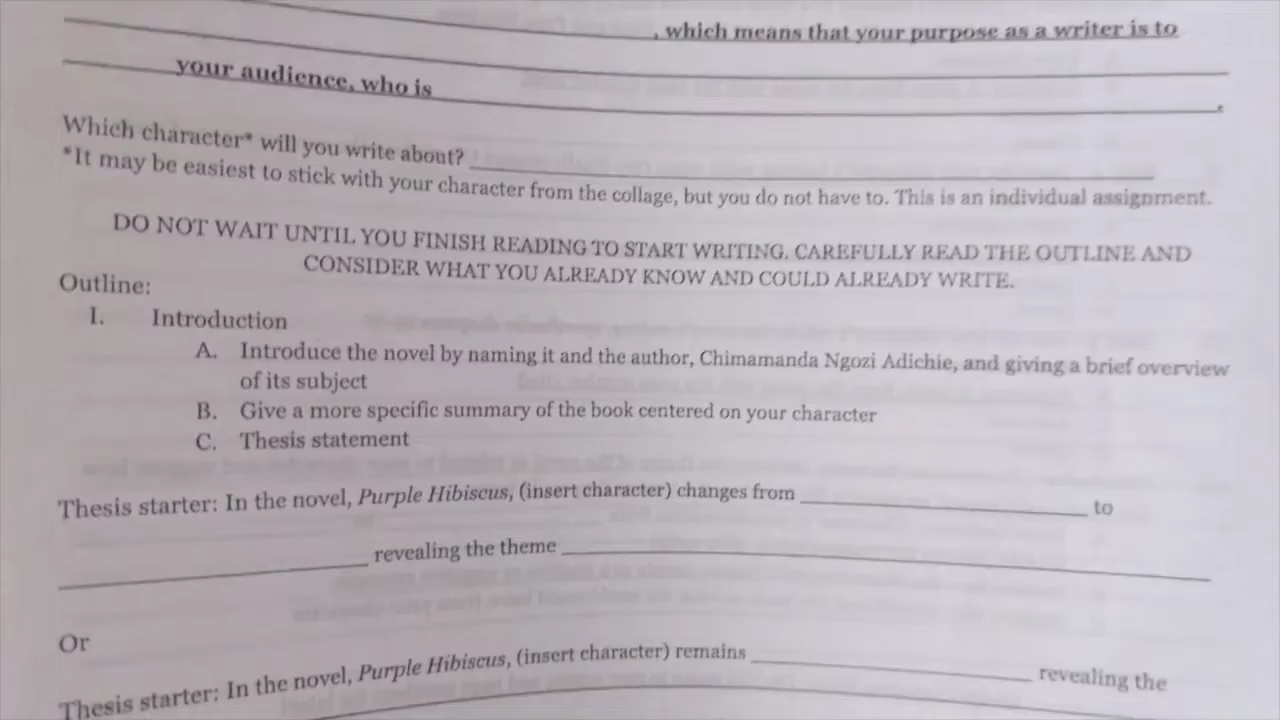 , which means that your purpose as a writer is to
your audience, who is .
Which character* will you write about?
*It may be easiest to stick with your character from the collage, but you do not have to. This is an individual assignment.
DO NOT WAIT UNTIL YOU FINISH READING TO START WRITING. CAREFULLY READ THE OUTLINE AND
CONSIDER WHAT YOU ALREADY KNOW AND COULD ALREADY WRITE.
Outline:
I. Introduction
A. Introduce the novel by naming it and the author, Chimamanda Ngozi Adichie, and giving a brief overview
of its subject
B. Give a more specific summary of the book centered on your character
C. Thesis statement
Thesis starter: In the novel, Purple Hibiscus, (insert character) changes from ____ to
____ revealing the theme ____
Or
Thesis starter: In the novel, Purple Hibiscus, (insert character) remains ____ revealing the